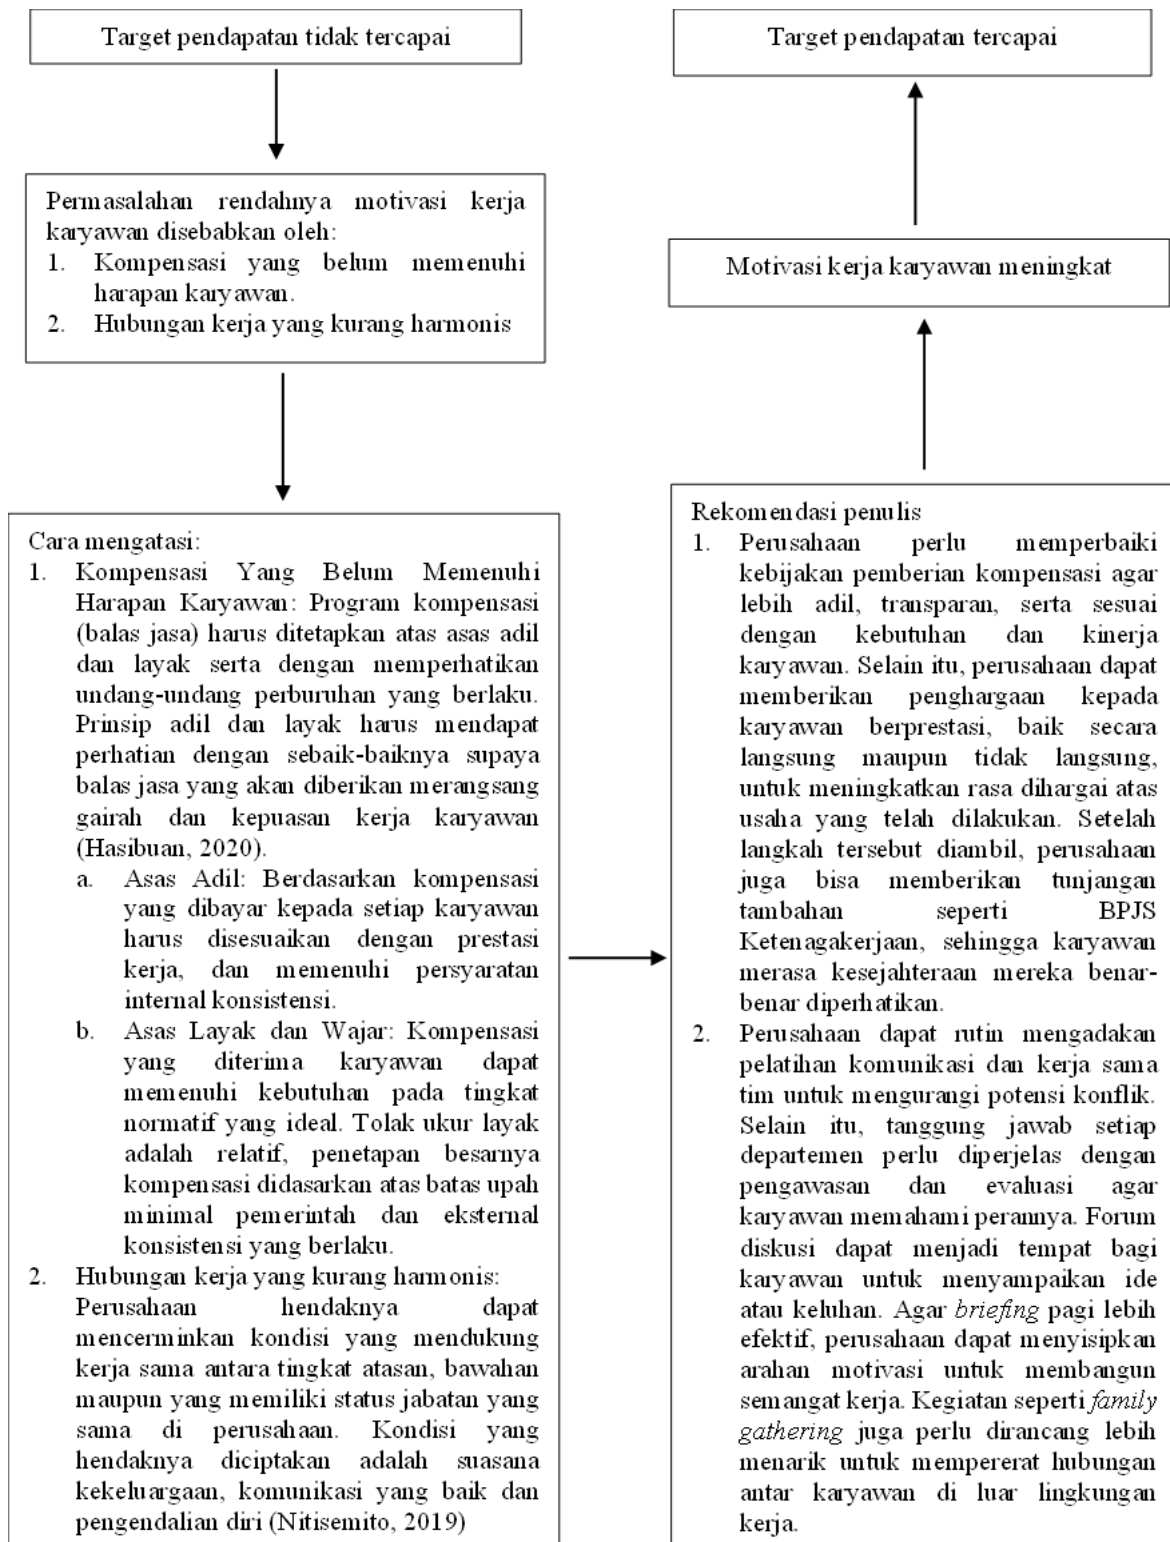 Target pendapatan tidak tercapai
Permasalahan rendahnya motivasi kerja
karyawan disebabkan oleh:
1. Kompensasi yang belum memenuhi
harapan karyawan.
2. Hubungan kerja yang kurang harmonis
Cara mengatasi:
1. Kompensasi Yang Belum Memenuhi
Harapan Karyawan: Program kompensasi
(balas jasa) harus ditetapkan atas asas adil
dan layak serta dengan memperhatikan
undang-undang perburuhan yang berlaku.
Prinsip adil dan layak harus mendapat
perhatian dengan sebaik-baiknya supaya
balas jasa yang akan diberikan merangsang
gairah dan kepuasan kerja karyawan
(Hasibuan, 2020).
a. Asas Adil: Berdasarkan kompensasi
yang dibayar kepada setiap karyawan
harus disesuaikan dengan prestasi
kerja, dan memenuhi persyaratan
internal konsistensi.
b. Asas Layak dan Wajar: Kompensasi
yang diterima karyawan dapat
memenuhi kebutuhan pada tingkat
normatif yang ideal. Tolak ukur layak
adalah relatif, penetapan besarnya
kompensasi didasarkan atas batas upah
minimal pemerintah dan eksternal
konsistensi yang berlaku.
2. Hubungan kerja yang kurang harmonis:
Perusahaan hendaknya dapat
mencerminkan kondisi yang mendukung
kerja sama antara tingkat atasan, bawahan
maupun yang memiliki status jabatan yang
sama di perusahaan. Kondisi yang
hendaknya diciptakan adalah suasana
kekeluargaan, komunikasi yang baik dan
pengendalian diri (Nitisemito, 2019)
Rekomendasi penulis
1. Perusahaan perlu memperbaiki
kebijakan pemberian kompensasi agar
lebih adil, transparan, serta sesuai
dengan kebutuhan dan kinerja
karyawan. Selain itu, perusahaan dapat
memberikan penghargaan kepada
karyawan berprestasi, baik secara
langsung maupun tidak langsung,
untuk meningkatkan rasa dihargai atas
usaha yang telah dilakukan. Setelah
langkah tersebut diambil, perusahaan
juga bisa memberikan tunjangan
tambahan seperti BPJS
Ketenagakerjaan, sehingga karyawan
merasa kesejahteraan mereka benar-
benar diperhatikan.
2. Perusahaan dapat rutin mengadakan
pelatihan komunikasi dan kerja sama
tim untuk mengurangi potensi konflik.
Selain itu, tanggung jawab setiap
departemen perlu diperjelas dengan
pengawasan dan evaluasi agar
karyawan memahami perannya. Forum
diskusi dapat menjadi tempat bagi
karyawan untuk menyampaikan ide
atau keluhan. Agar briefing pagi lebih
efektif, perusahaan dapat menyisipkan
arahan motivasi untuk membangun
semangat kerja. Kegiatan seperti family
gathering juga perlu dirancang lebih
menarik untuk mempererat hubungan
antar karyawan di luar lingkungan
kerja.
Motivasi kerja karyawan meningkat
Target pendapatan tercapai